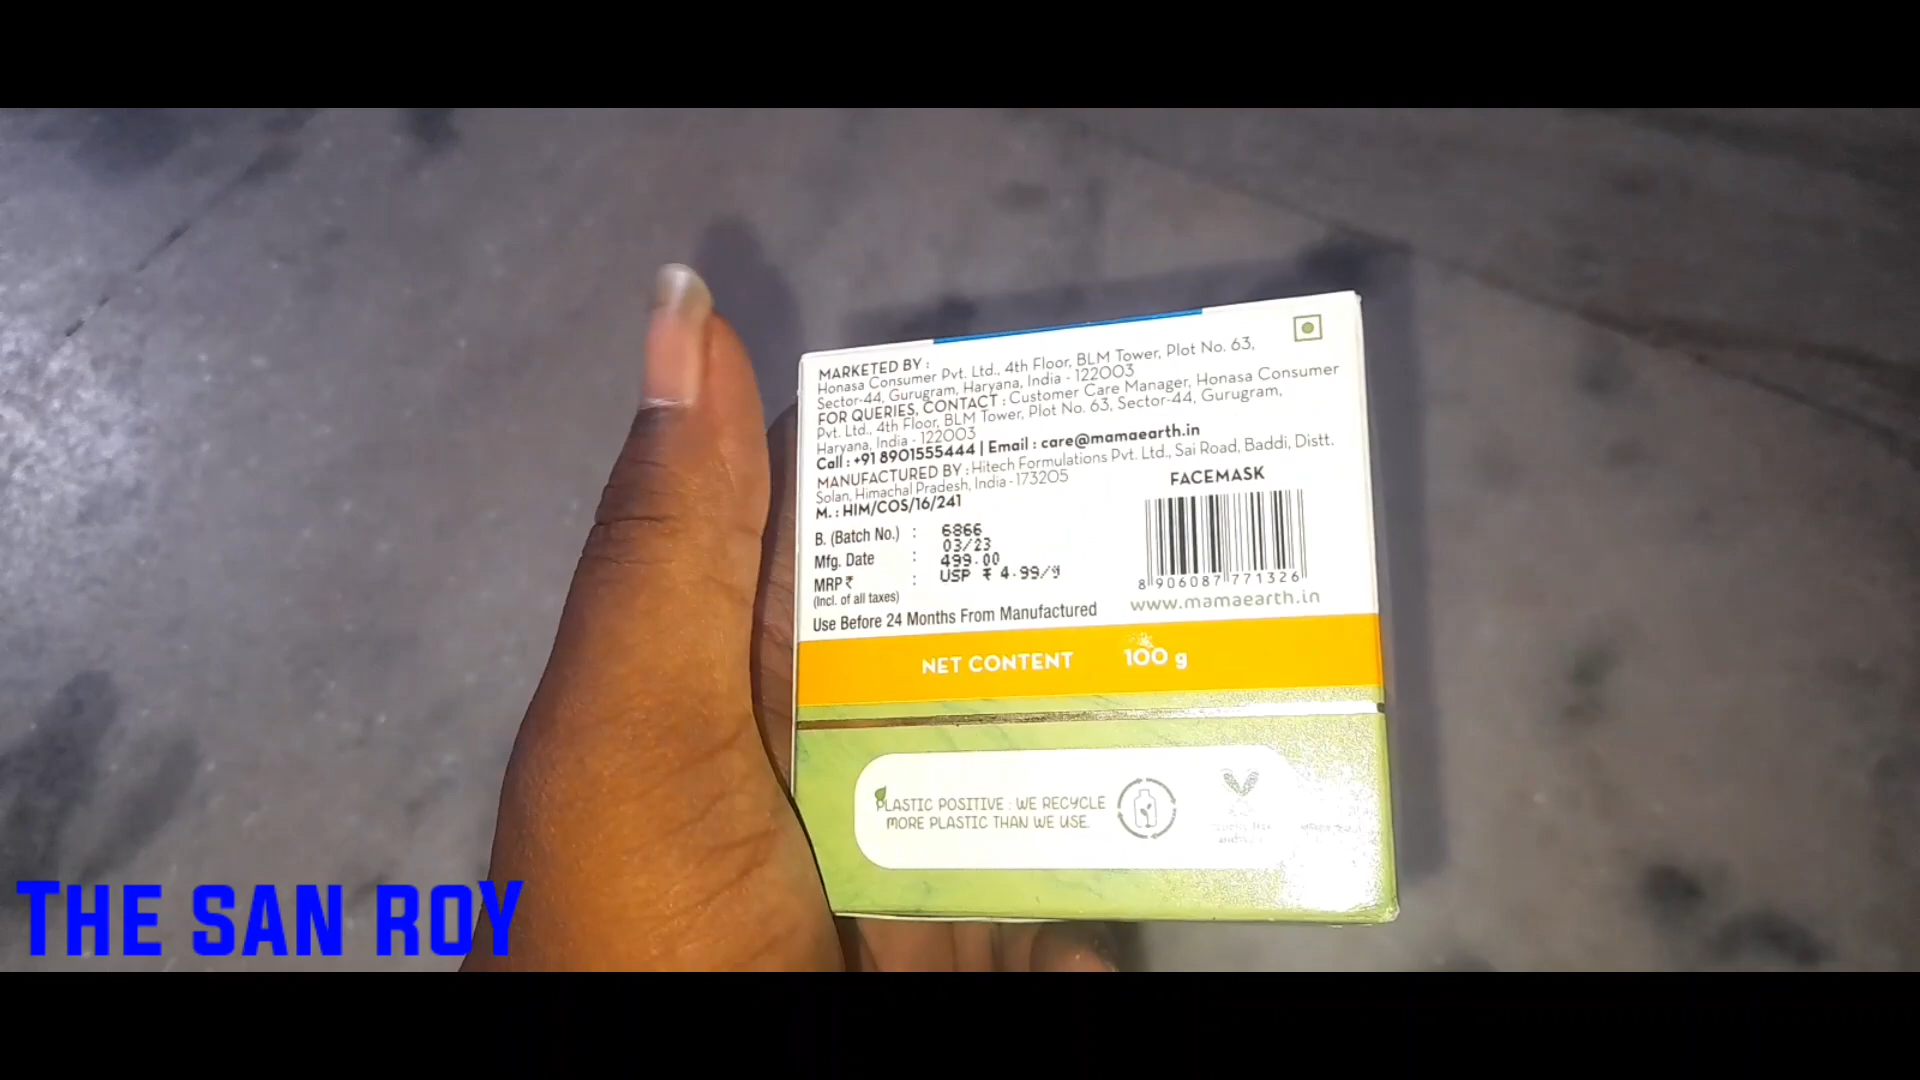 MARKETED BY :
Honasa Consumer Pvt. Ltd., 4th Floor, BLM Tower, Plot No. 63,
Sector-44, Gurugram, Haryana, India - 122003
FOR QUERIES, CONTACT : Customer Care Manager, Honasa Consumer
Pvt. Ltd., 4th Floor, BLM Tower, Plot No. 63, Sector-44, Gurugram,
Haryana, India - 122003
Call : +91 8901555444 | Email : care@mamaearth.in
MANUFACTURED BY : Hitech Formulations Pvt. Ltd., Sai Road, Baddi, Distt.
Solan, Himachal Pradesh, India - 173205
M. : HIM/COS/16/241
FACEMASK
B. (Batch No.) : 6866
Mfg. Date : 03/23
MRP ₹ : 499.00
(Incl. of all taxes)
USP ₹ 4.99/g
8 906087 771326
www.mamaearth.in
Use Before 24 Months From Manufactured
NET CONTENT 100 g
PLASTIC POSITIVE : WE RECYCLE
MORE PLASTIC THAN WE USE.
THE SAN ROY